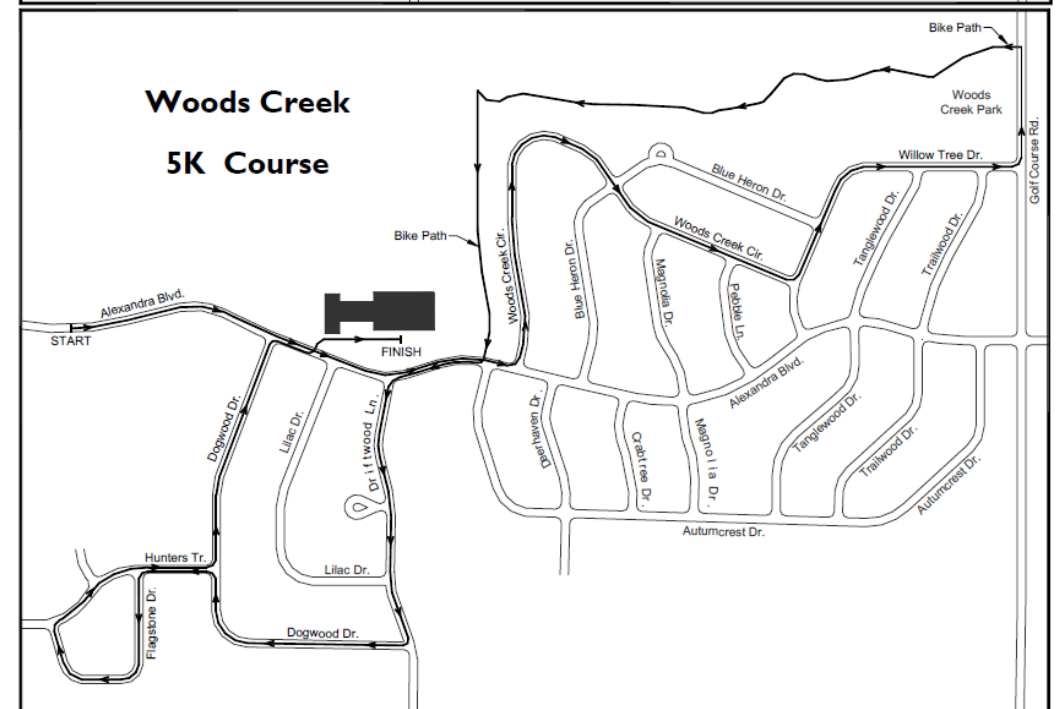 Bike Path
Woods Creek
5K Course
Woods
Creek Park
Golf Course Rd.
Willow Tree Dr.
Blue Heron Dr.
Tanglewood Dr.
Trailwood Dr.
Bike Path
Woods Creek Cir.
Woods Creek Cir.
Blue Heron Dr.
Magnolia Dr.
Pebble Ln.
Alexandra Blvd.
START
FINISH
Alexandra Blvd.
Dogwood Dr.
Lilac Dr.
Driftwood Ln.
Deerhaven Dr.
Crabtree Dr
Magnolia Dr.
Tanglewood Dr.
Trailwood Dr.
Autumcrest Dr.
Autumcrest Dr.
Hunters Tr.
Flagstone Dr.
Lilac Dr.
Dogwood Dr.